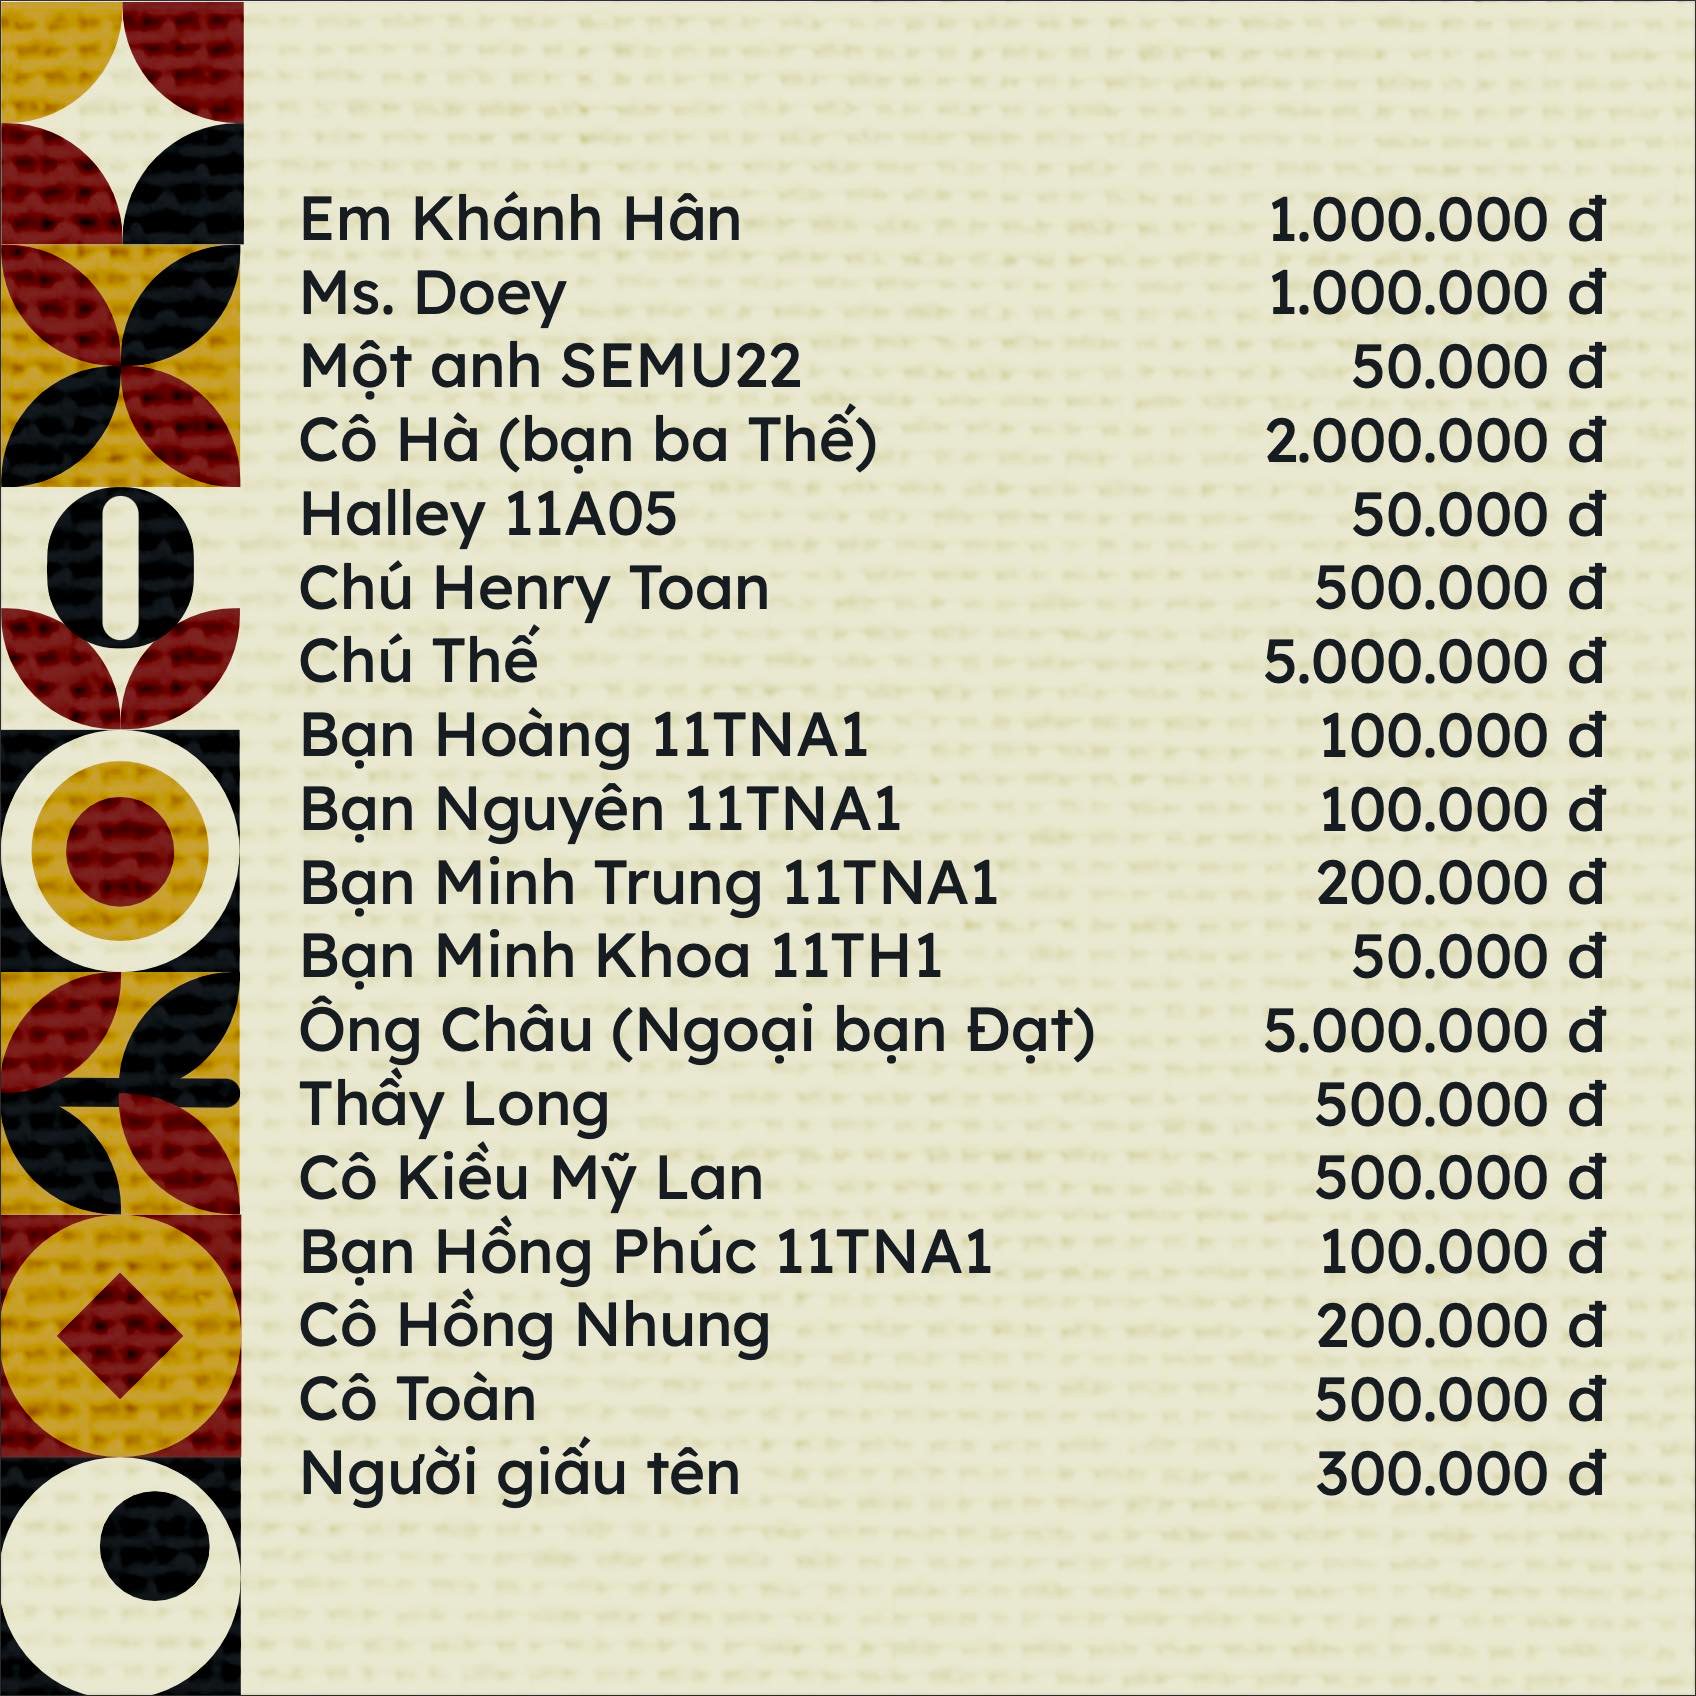 Em Khánh Hân 1.000.000 đ
Ms. Doey 1.000.000 đ
Một anh SEMU22 50.000 đ
Cô Hà (bạn ba Thế) 2.000.000 đ
Halley 11A05 50.000 đ
Chú Henry Toan 500.000 đ
Chú Thế 5.000.000 đ
Bạn Hoàng 11TNA1 100.000 đ
Bạn Nguyên 11TNA1 100.000 đ
Bạn Minh Trung 11TNA1 200.000 đ
Bạn Minh Khoa 11TH1 50.000 đ
Ông Châu (Ngoại bạn Đạt) 5.000.000 đ
Thầy Long 500.000 đ
Cô Kiều Mỹ Lan 500.000 đ
Bạn Hồng Phúc 11TNA1 100.000 đ
Cô Hồng Nhung 200.000 đ
Cô Toàn 500.000 đ
Người giấu tên 300.000 đ